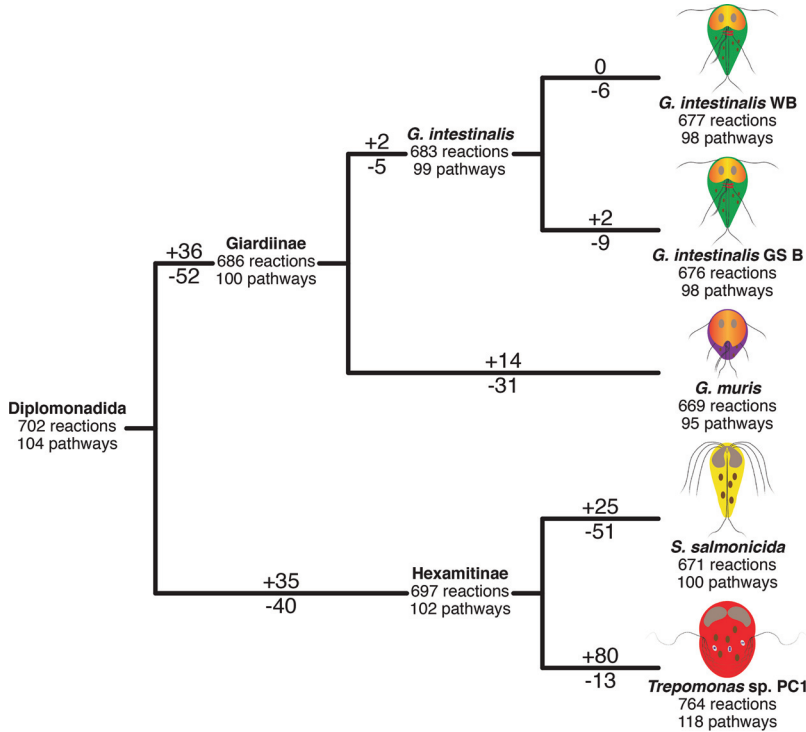 0
-6
G. intestinalis WB
677 reactions
98 pathways
+2
-5
G. intestinalis
683 reactions
99 pathways
+2
-9
G. intestinalis GS B
676 reactions
98 pathways
+36
-52
Giardiinae
686 reactions
100 pathways
+14
-31
G. muris
669 reactions
95 pathways
Diplomonadida
702 reactions
104 pathways
+25
-51
S. salmonicida
671 reactions
100 pathways
+35
-40
Hexamitinae
697 reactions
102 pathways
+80
-13
Trepomonas sp. PC1
764 reactions
118 pathways